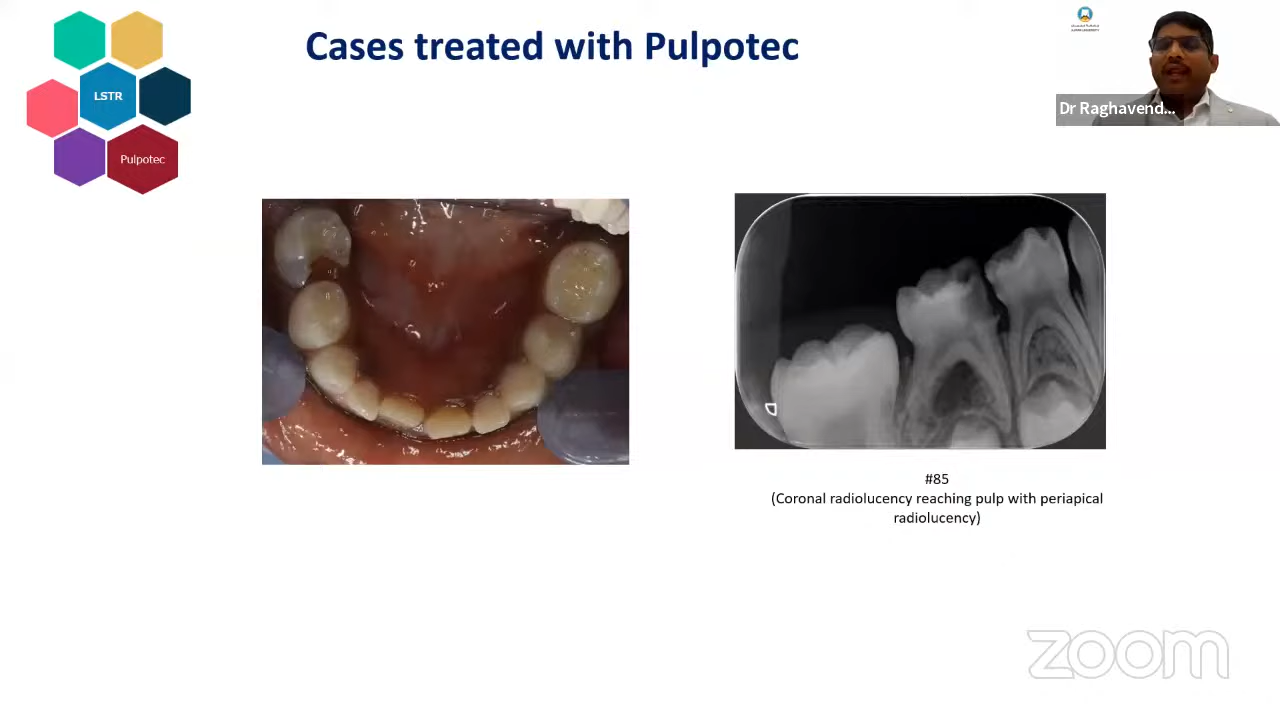 Cases treated with Pulpotec
LSTR
Pulpotec
Dr Raghavend...
#85
(Coronal radiolucency reaching pulp with periapical
radiolucency)
zoom